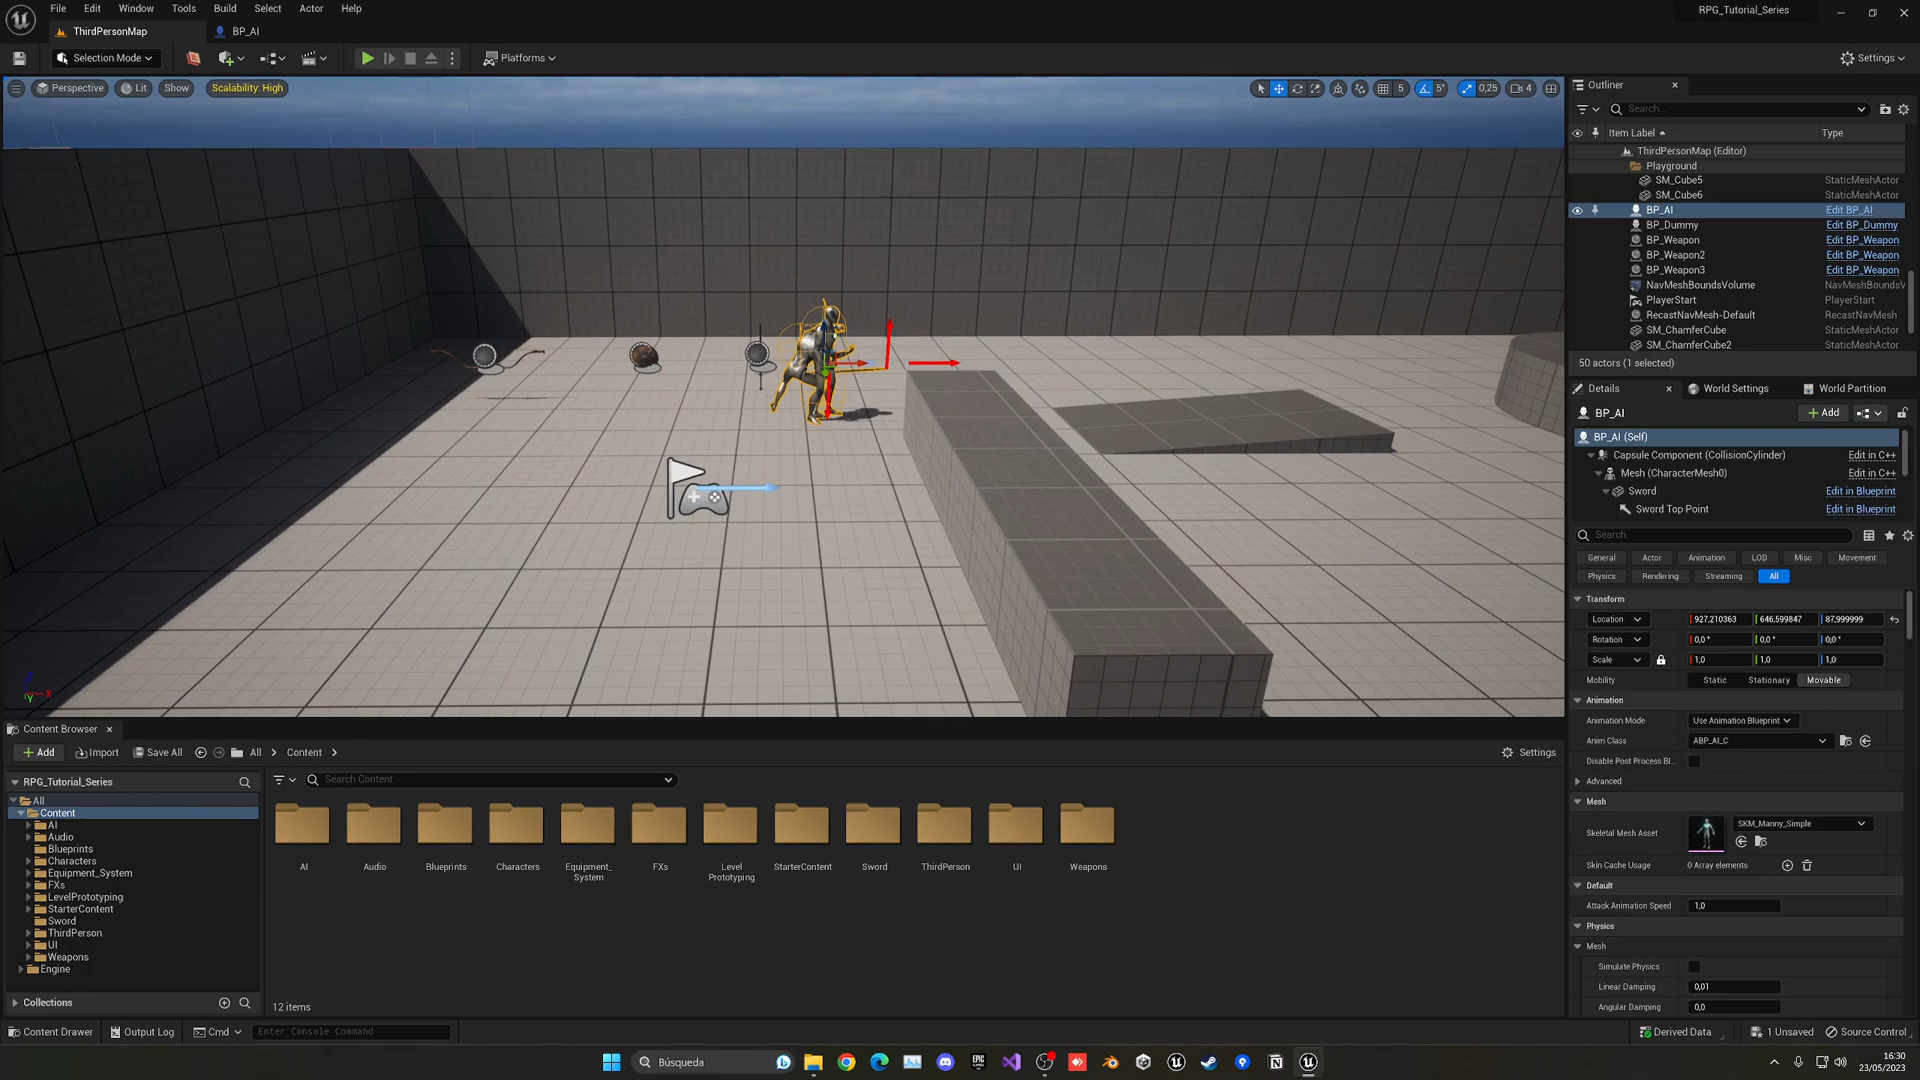 File Edit Window Tools Build Select Actor Help
RPG_Tutorial_Series
ThirdPersonMap
BP_AI
Selection Mode
Platforms
Settings
Perspective
Lit
Show
Scalability: High
5
5°
0,25
4
Outliner
Search...
Item Label
Type
ThirdPersonMap (Editor)
Playground
SM_Cube5 StaticMeshActor
SM_Cube6 StaticMeshActor
BP_AI Edit BP_AI
BP_Dummy Edit BP_Dummy
BP_Weapon Edit BP_Weapon
BP_Weapon2 Edit BP_Weapon
BP_Weapon3 Edit BP_Weapon
NavMeshBoundsVolume NavMeshBoundsV
PlayerStart PlayerStart
RecastNavMesh-Default RecastNavMesh
SM_ChamferCube StaticMeshActor
SM_ChamferCube2 StaticMeshActor
50 actors (1 selected)
Details
World Settings
World Partition
BP_AI
Add
BP_AI (Self)
Capsule Component (CollisionCylinder) Edit in C++
Mesh (CharacterMesh0) Edit in C++
Sword Edit in Blueprint
Sword Top Point Edit in Blueprint
Search
General Actor Animation LOD Misc Movement
Physics Rendering Streaming All
Transform
Location 927,210363 646,599847 87,999999
Rotation 0,0 ° 0,0 ° 0,0 °
Scale 1,0 1,0 1,0
Mobility Static Stationary Movable
Animation
Animation Mode Use Animation Blueprint
Anim Class ABP_AI_C
Disable Post Process Bl...
Advanced
Mesh
Skeletal Mesh Asset SKM_Manny_Simple
Skin Cache Usage 0 Array elements
Default
Attack Animation Speed 1,0
Physics
Mesh
Simulate Physics
Linear Damping 0,01
Angular Damping 0,0
Z
X
Y
Content Browser
Add Import Save All All Content
Settings
RPG_Tutorial_Series
Search Content
All
Content
AI
Audio
Blueprints
Characters
Equipment_System
FXs
LevelPrototyping
StarterContent
Sword
ThirdPerson
UI
Weapons
Engine
Collections
AI Audio Blueprints Characters Equipment_ FXs Level StarterContent Sword ThirdPerson UI Weapons
System Prototyping
12 items
Content Drawer Output Log Cmd Enter Console Command
Derived Data 1 Unsaved Source Control
Búsqueda
16:30
23/05/2023